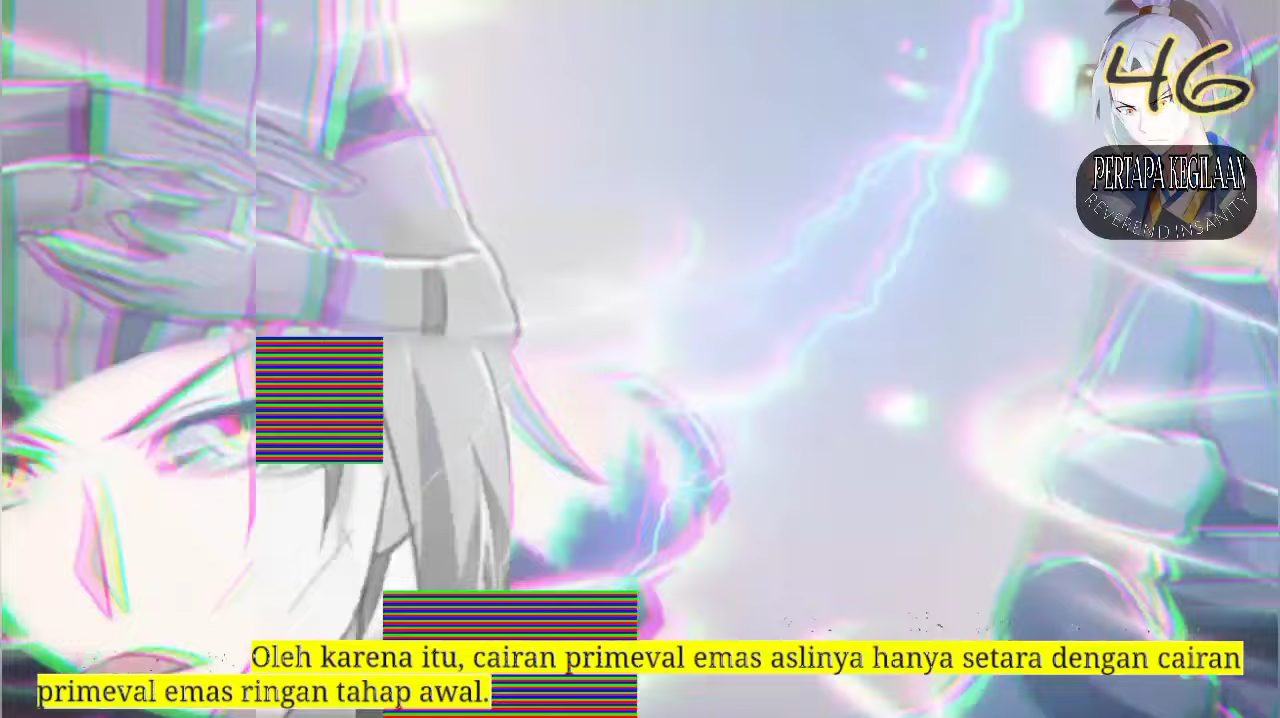 46
PERTAPA KEGILAAN
REVEREND INSANITY
Oleh karena itu, cairan primeval emas aslinya hanya setara dengan cairan
primeval emas ringan tahap awal.